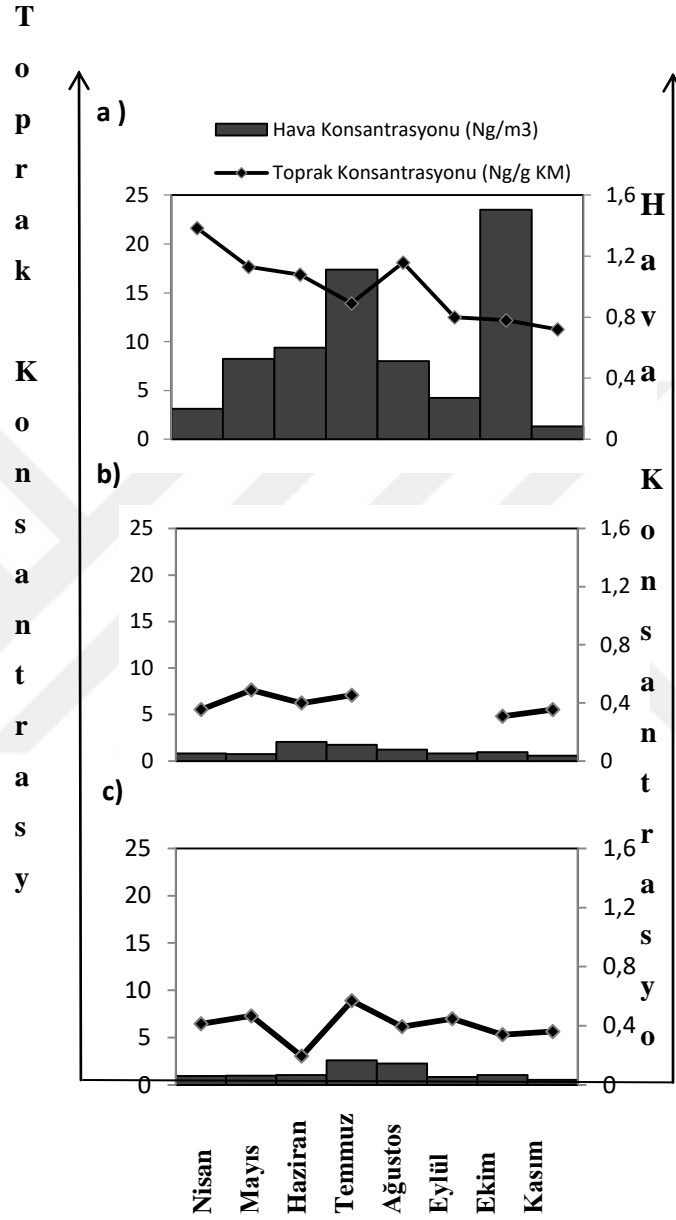 Toprak Konsantrasy
a )
Hava Konsantrasyonu (Ng/m3)
Toprak Konsantrasyonu (Ng/g KM)
25
20
15
10
5
0
1,6
1,2
0,8
0,4
0
b)
25
20
15
10
5
0
1,6
1,2
0,8
0,4
0
c)
25
20
15
10
5
0
1,6
1,2
0,8
0,4
0
Hava Konsantrasyo
Nisan
Mayıs
Haziran
Temmuz
Ağustos
Eylül
Ekim
Kasım